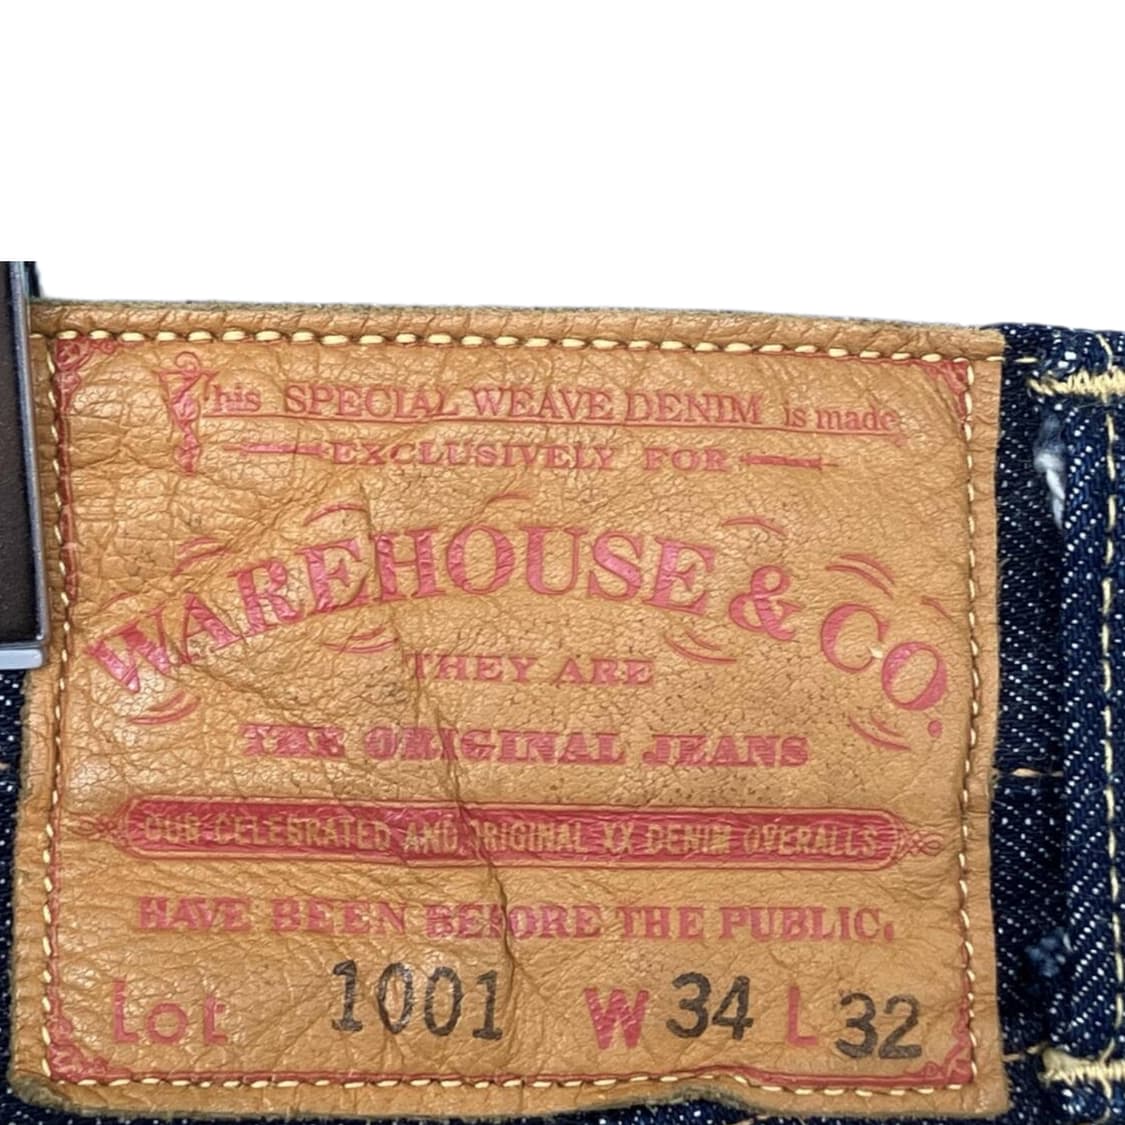 This SPECIAL WEAVE DENIM is made
EXCLUSIVELY FOR
WAREHOUSE & CO.
THEY ARE
THE ORIGINAL JEANS
OUR CELEBRATED AND ORIGINAL XX DENIM OVERALLS
HAVE BEEN BEFORE THE PUBLIC.
Lot 1001 W 34 L 32